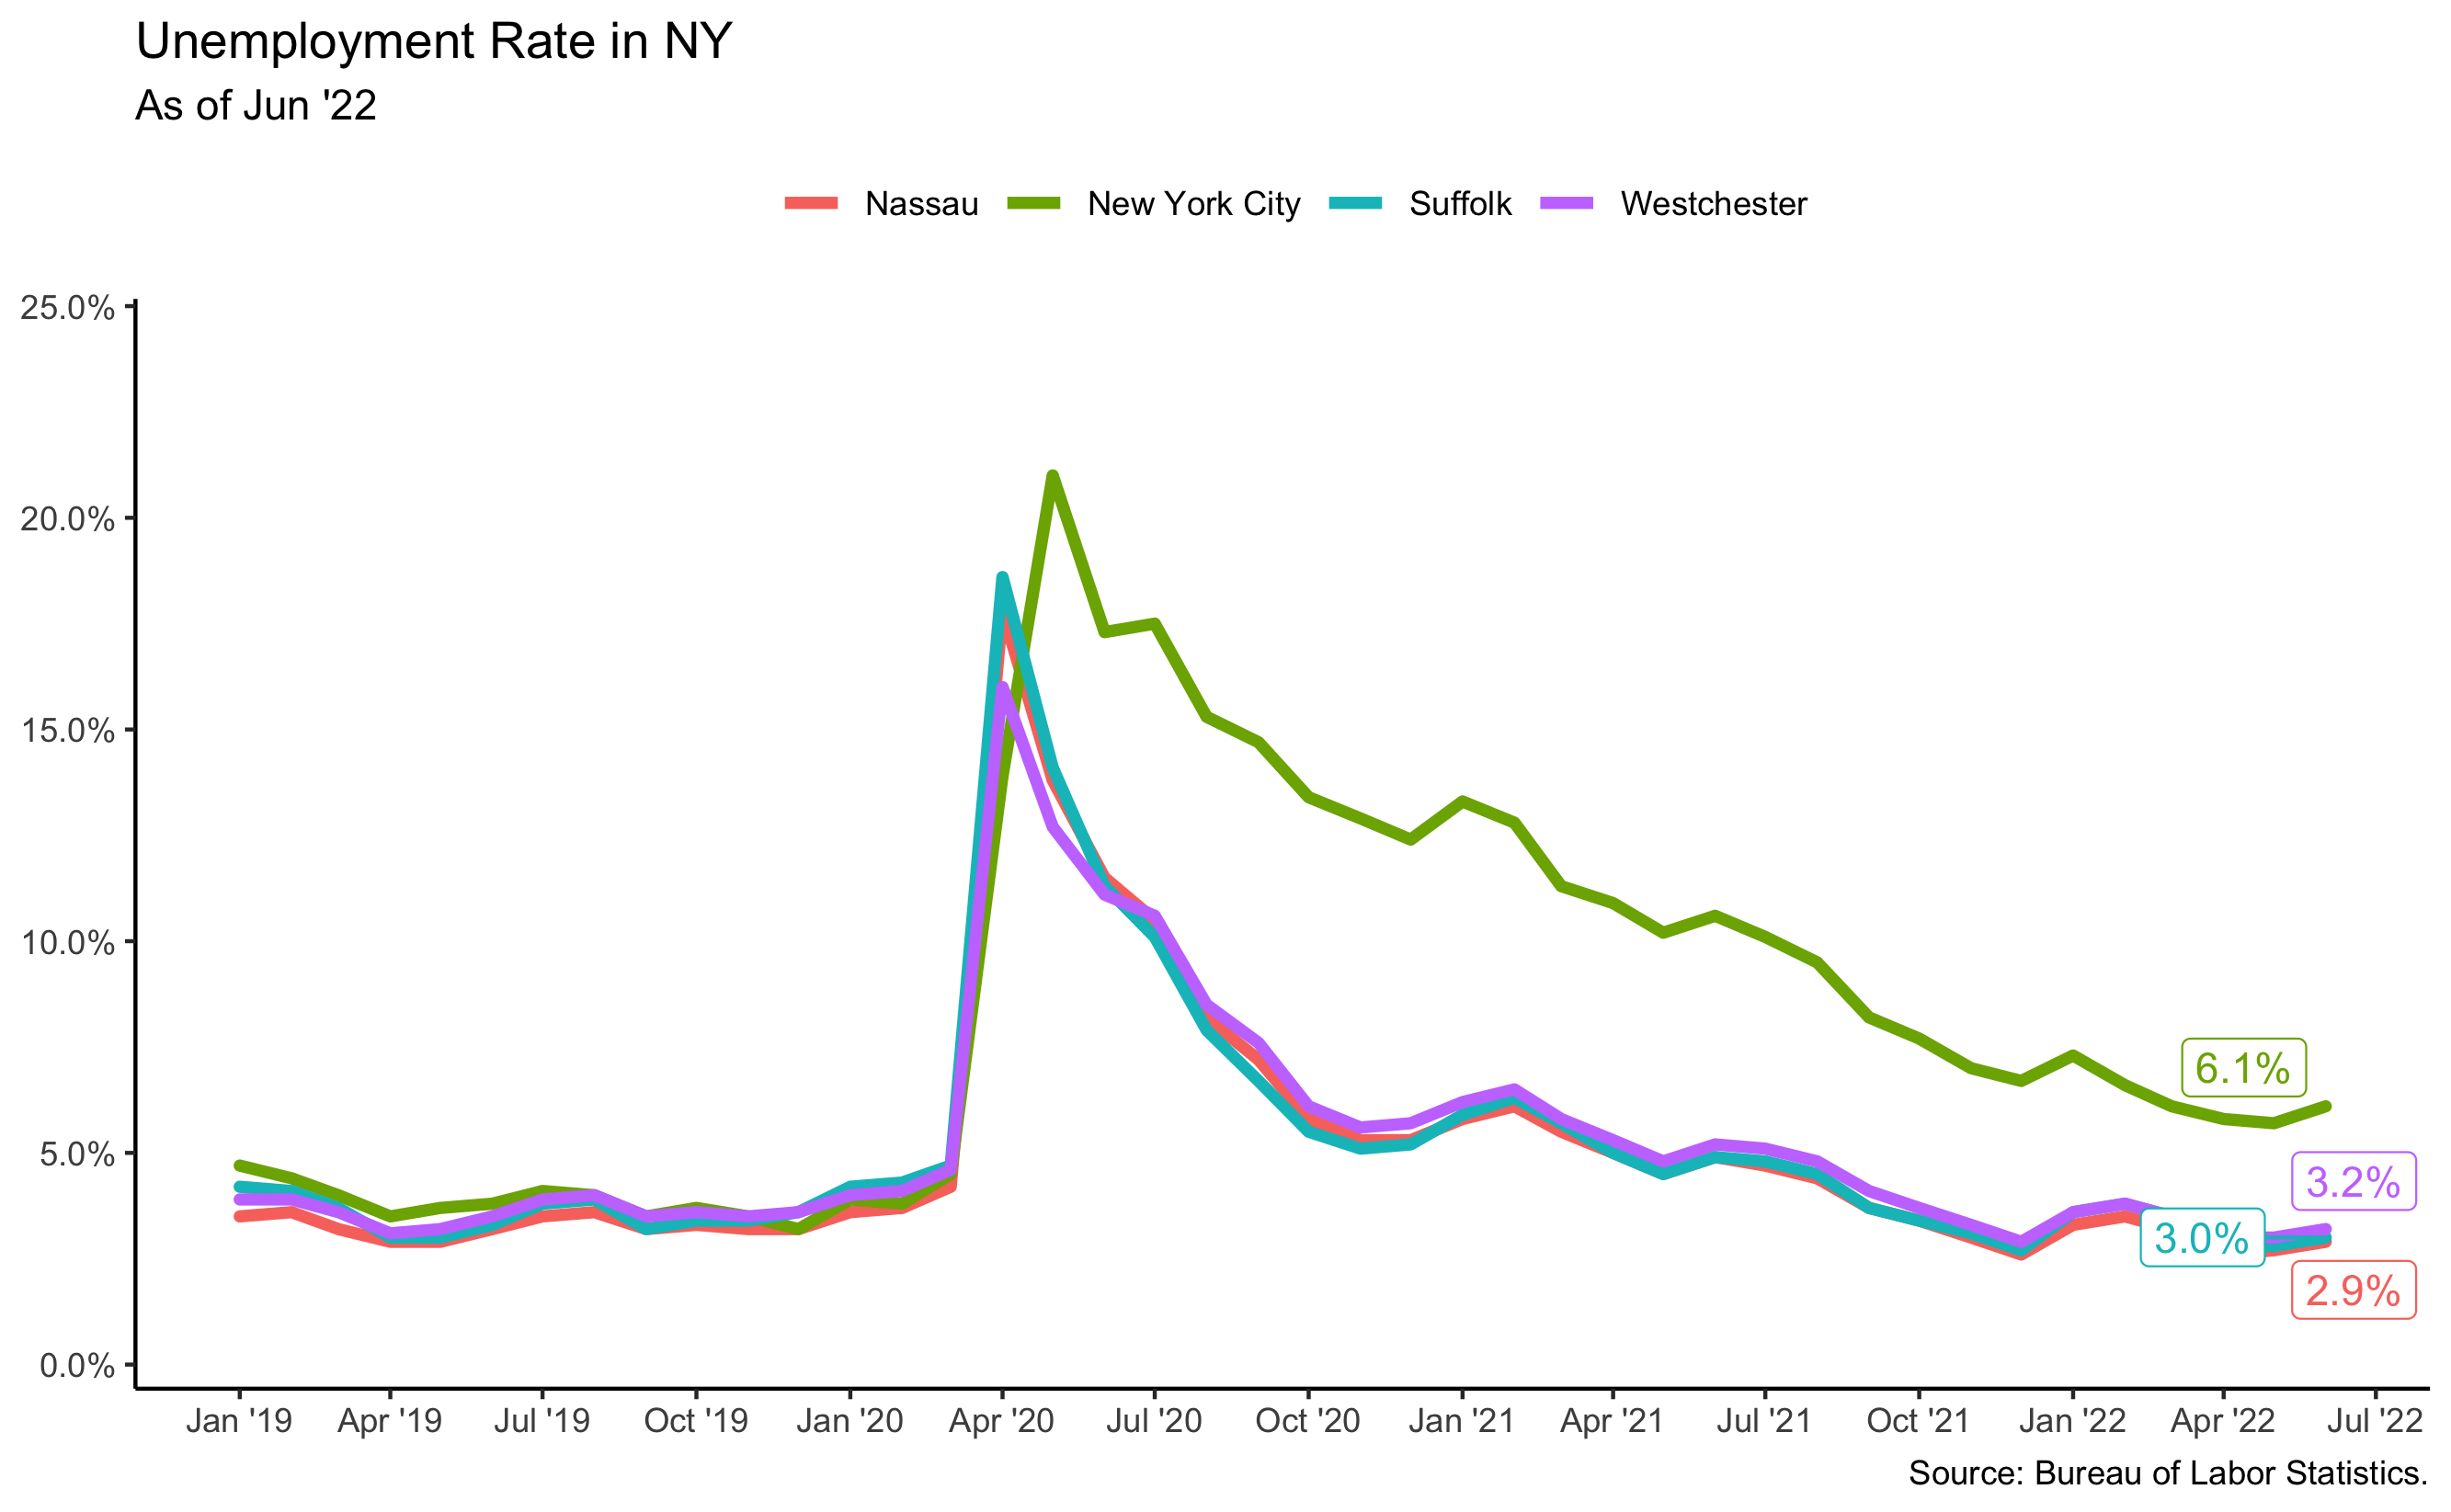 Unemployment Rate in NY
As of Jun '22
Nassau New York City Suffolk Westchester
25.0%
20.0%
15.0%
10.0%
5.0%
0.0%
6.1%
3.2%
3.0%
2.9%
Jan '19 Apr '19 Jul '19 Oct '19 Jan '20 Apr '20 Jul '20 Oct '20 Jan '21 Apr '21 Jul '21 Oct '21 Jan '22 Apr '22 Jul '22
Source: Bureau of Labor Statistics.